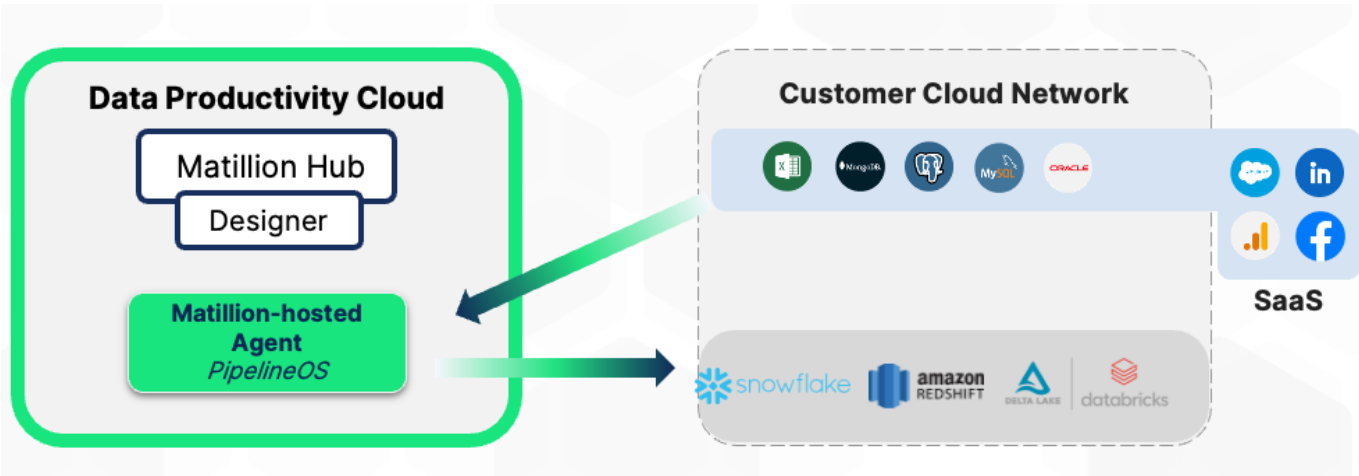 Data Productivity Cloud
Matillion Hub
Designer
Matillion-hosted
Agent
PipelineOS
Customer Cloud Network
X
MongoDB
MySQL
ORACLE
in
SaaS
snowflake
amazon
REDSHIFT
DELTA LAKE
databricks